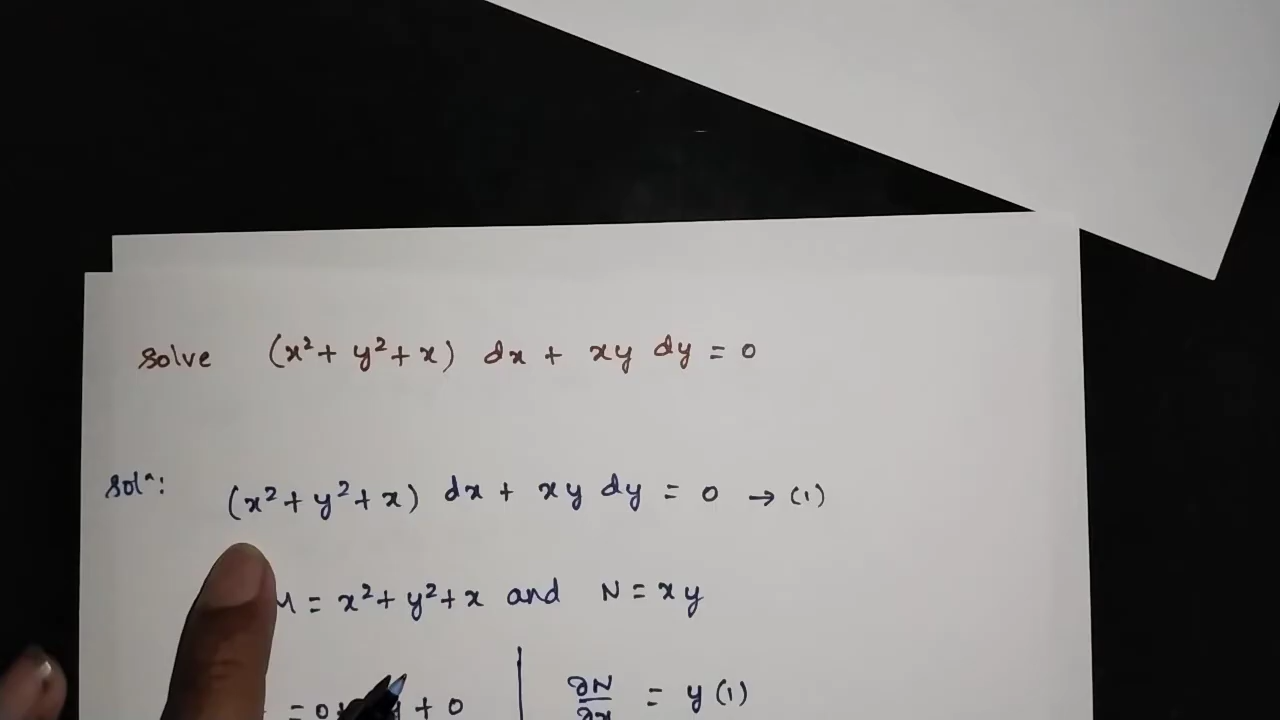 Solve (x²+ y²+ x) dx + xy dy = 0
Solⁿ: (x²+ y²+ x) dx + xy dy = 0 → (1)
M = x²+ y²+ x and N = xy
= 0+ + 0 | ∂N/∂x = y (1)